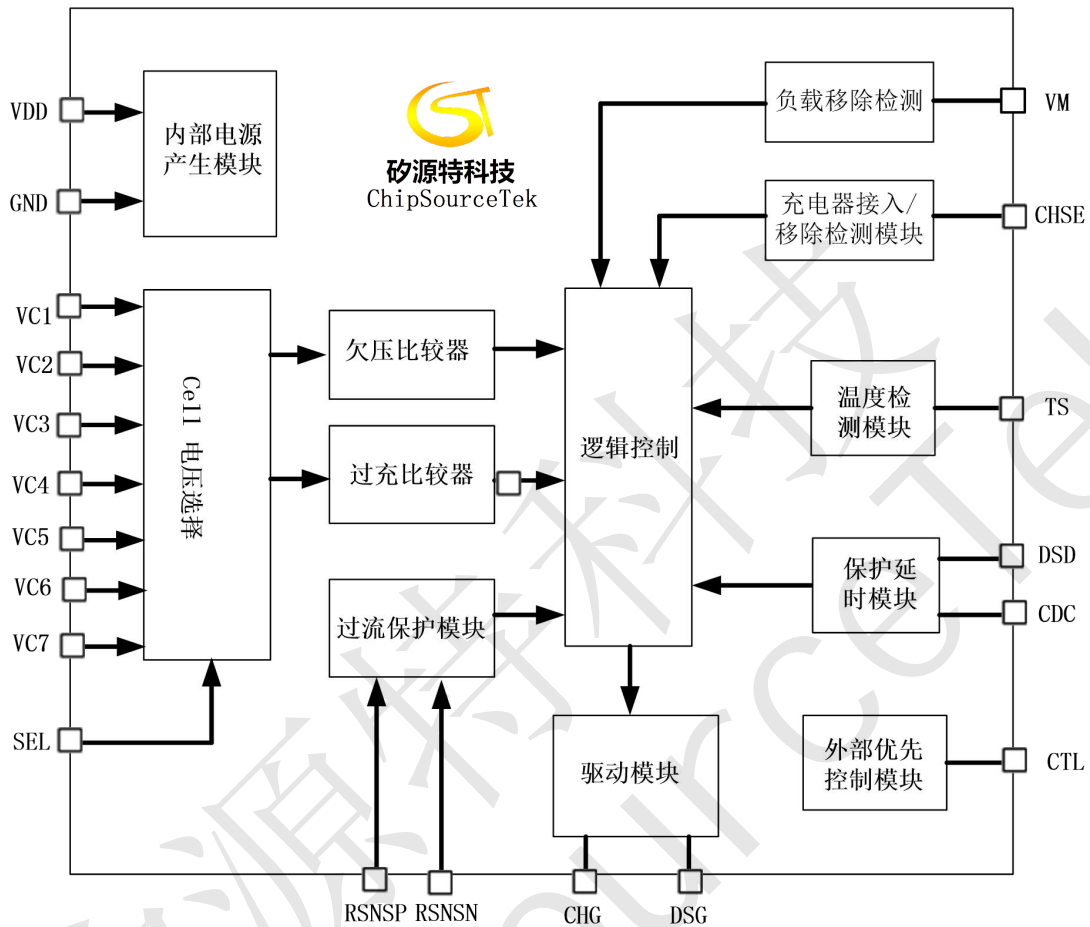 VDD
内部电源
产生模块
GND
矽源特科技
ChipSourceTek
负载移除检测
VM
充电器接入/
移除检测模块
CHSE
VC1
VC2
VC3
VC4
VC5
VC6
VC7
SEL
Cell 电压选择
欠压比较器
过充比较器
过流保护模块
逻辑控制
温度检
测模块
TS
保护延
时模块
DSD
CDC
驱动模块
外部优先
控制模块
CTL
RSNSP
RSNSN
CHG
DSG
源特科技
ourceTe